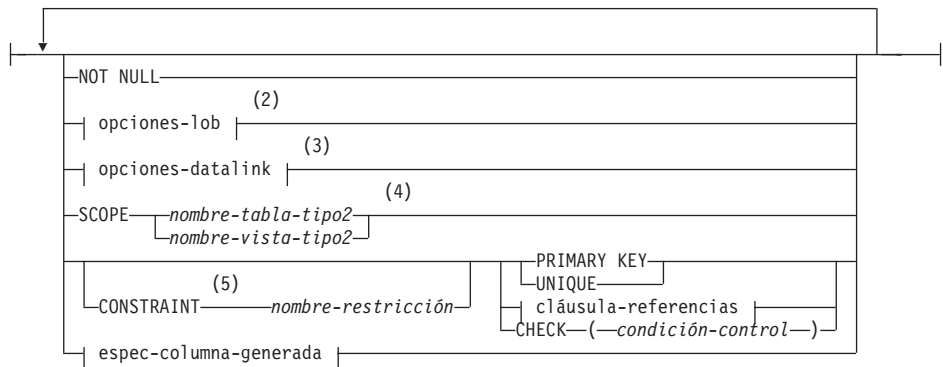 NOT NULL
(2)
opciones-lob
(3)
opciones-datalink
(4)
SCOPE nombre-tabla-tipo2
nombre-vista-tipo2
PRIMARY KEY
(5) UNIQUE
CONSTRAINT nombre-restricción cláusula-referencias
CHECK ( condición-control )
espec-columna-generada